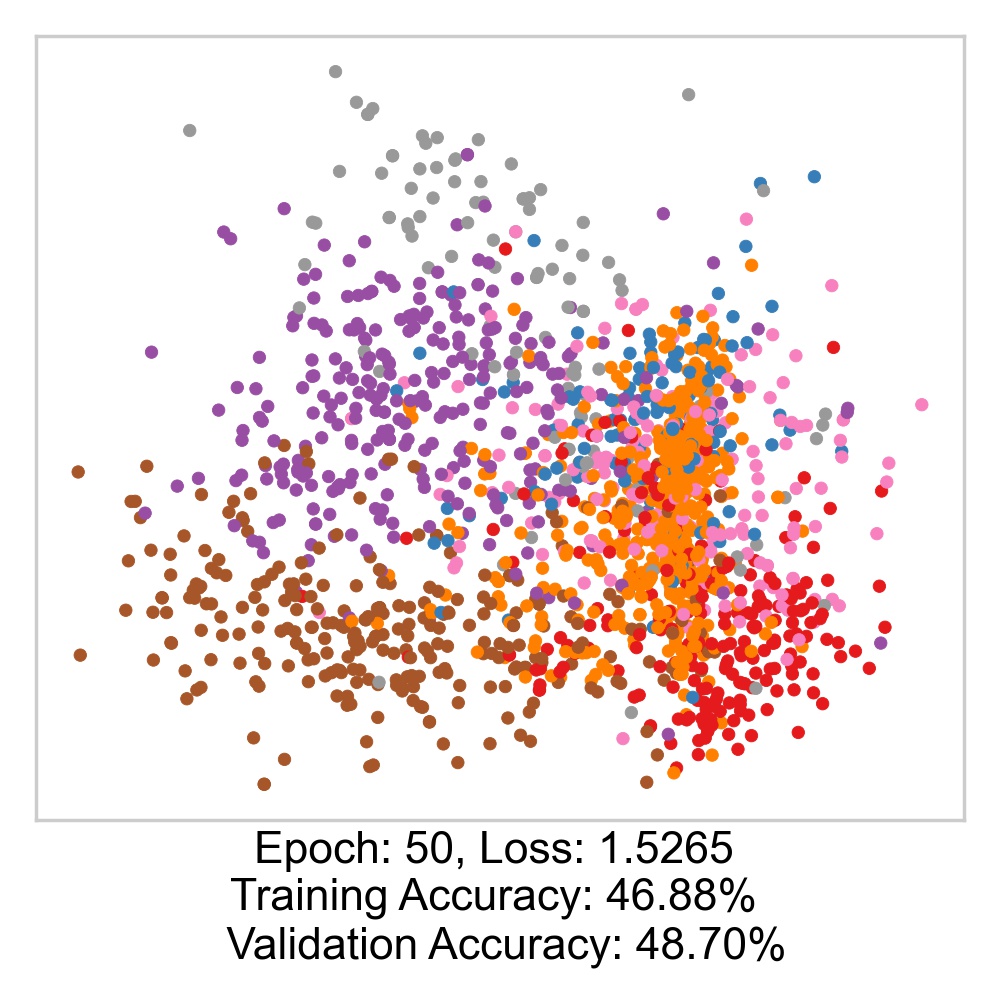 Epoch: 50, Loss: 1.5265
Training Accuracy: 46.88%
Validation Accuracy: 48.70%